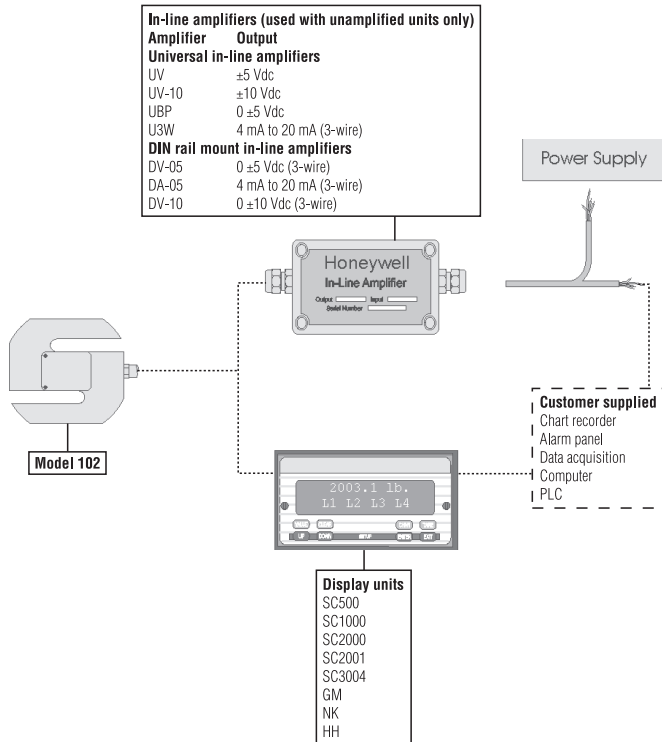 In-line amplifiers (used with unamplified units only)
Amplifier Output
Universal in-line amplifiers
UV ±5 Vdc
UV-10 ±10 Vdc
UBP 0 ±5 Vdc
U3W 4 mA to 20 mA (3-wire)
DIN rail mount in-line amplifiers
DV-05 0 ±5 Vdc (3-wire)
DA-05 4 mA to 20 mA (3-wire)
DV-10 0 ±10 Vdc (3-wire)
Power Supply
Honeywell
In-Line Amplifier
Output Input
Serial Number
Model 102
Customer supplied
Chart recorder
Alarm panel
Data acquisition
Computer
PLC
2003.1 lb.
L1 L2 L3 L4
UP DOWN SETUP ENTER EXIT
Display units
SC500
SC1000
SC2000
SC2001
SC3004
GM
NK
HH